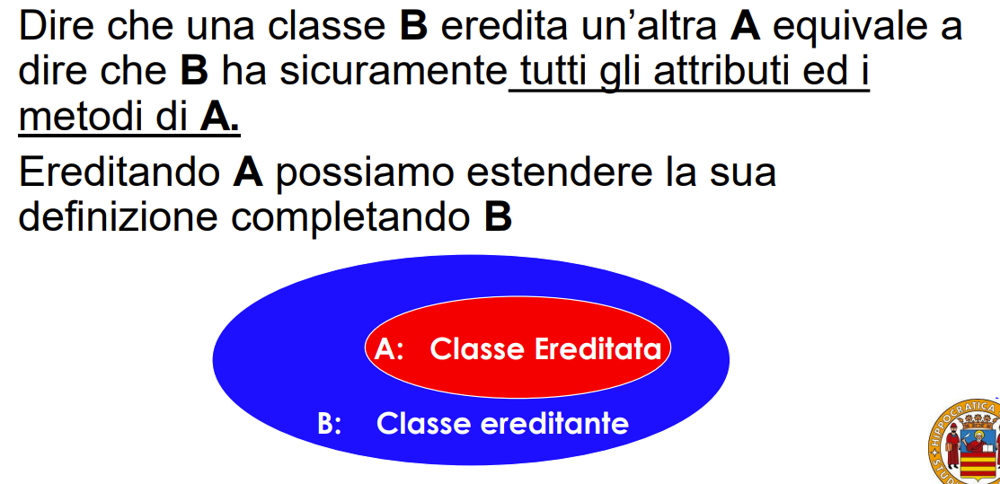 Dire che una classe B eredita un’altra A equivale a
dire che B ha sicuramente tutti gli attributi ed i
metodi di A.
Ereditando A possiamo estendere la sua
definizione completando B
A: Classe Ereditata
B: Classe ereditante
HIPPOCRATICA